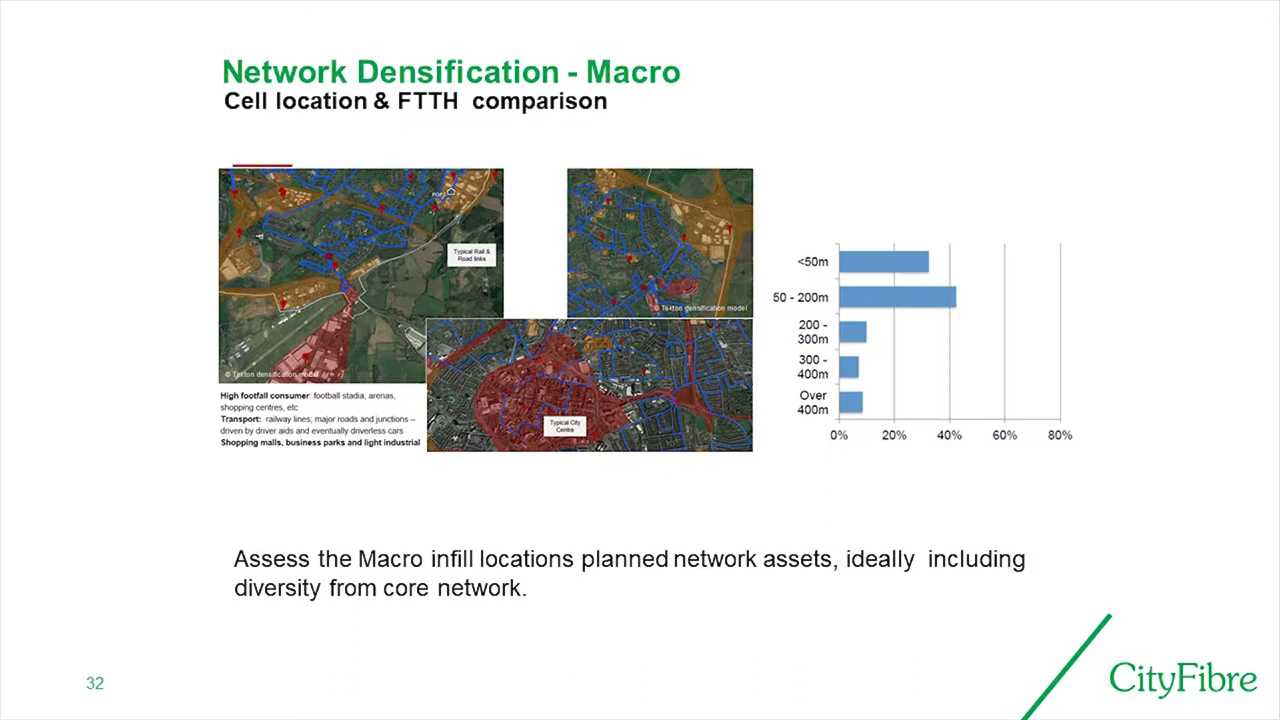 Network Densification - Macro
Cell location & FTTH comparison
Typical Rail &
Road links
© Tekton densification model
High footfall consumer: football stadia, arenas,
shopping centres, etc
Transport: railway lines; major roads and junctions –
driven by driver aids and eventually driverless cars
Shopping malls, business parks and light industrial
© Tekton densification model
Typical City
Centre
<50m
50 - 200m
200 -
300m
300 -
400m
Over
400m
0% 20% 40% 60% 80%
Assess the Macro infill locations planned network assets, ideally including
diversity from core network.
32
CityFibre